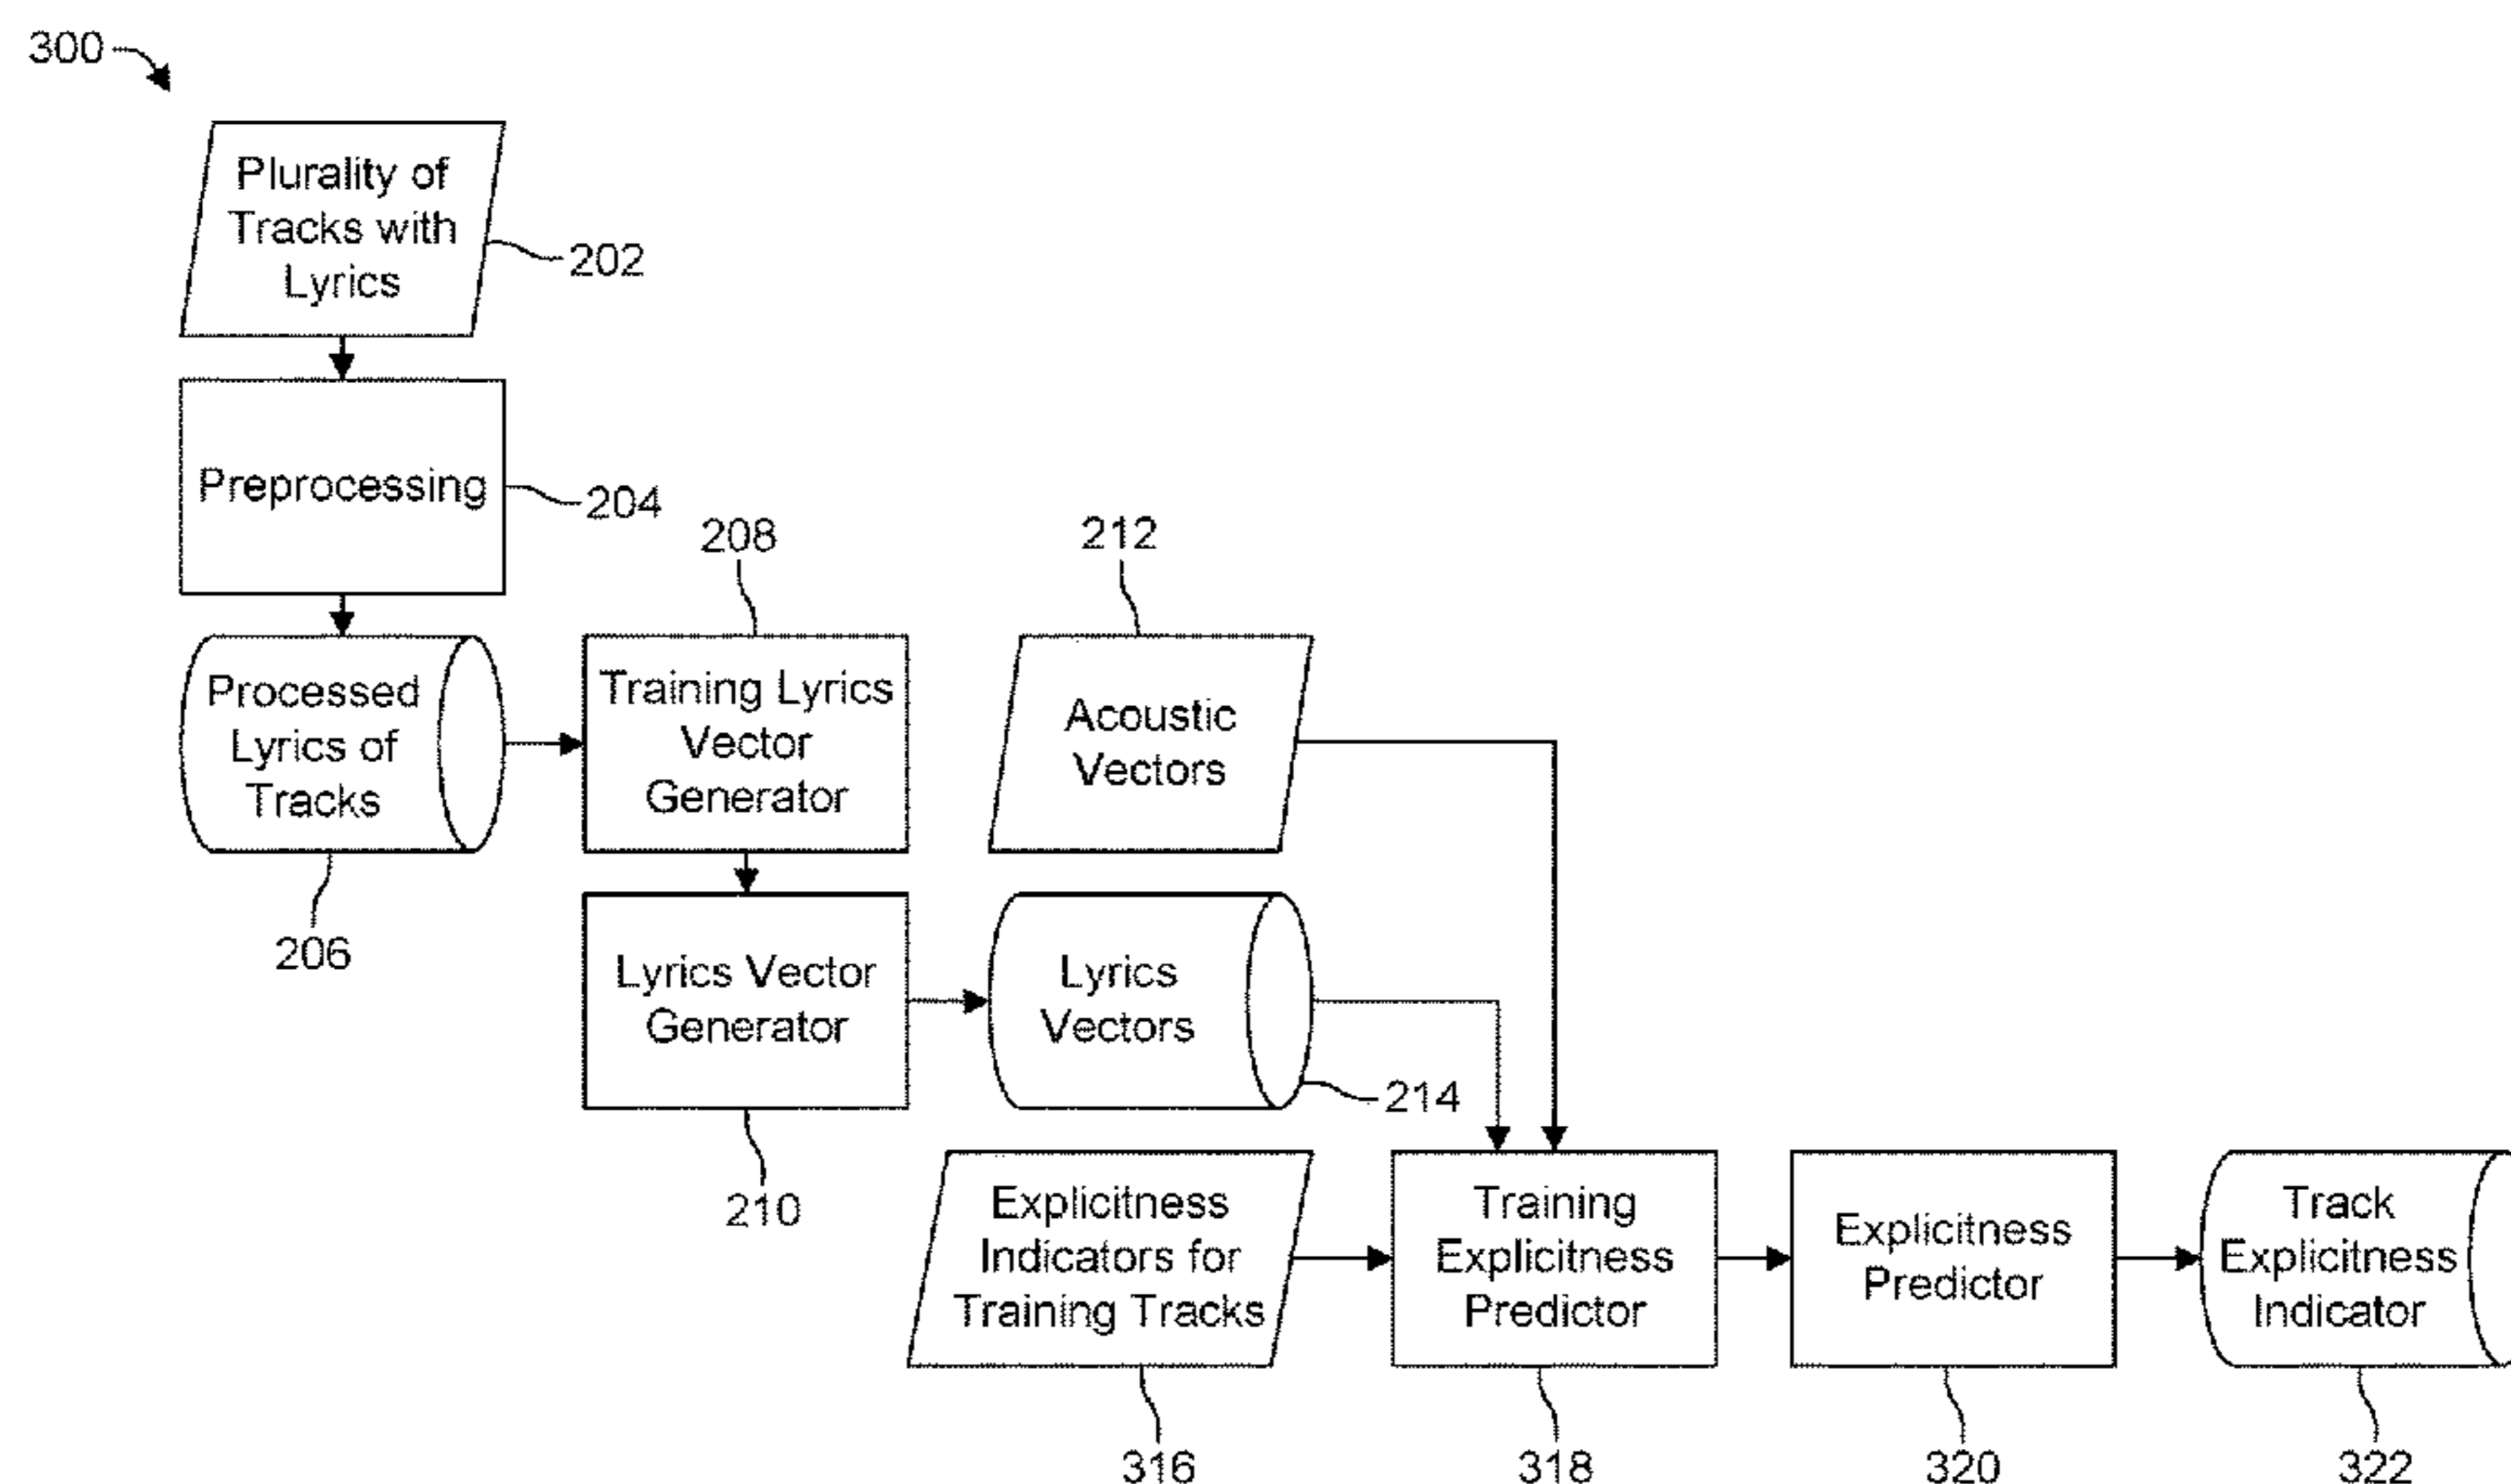 300
Plurality of
Tracks with
Lyrics
202
Preprocessing
204
208
212
Processed
Lyrics of
Tracks
Training Lyrics
Vector
Generator
Acoustic
Vectors
206
Lyrics Vector
Generator
Lyrics
Vectors
214
210
Explicitness
Indicators for
Training Tracks
Training
Explicitness
Predictor
Explicitness
Predictor
Track
Explicitness
Indicator
316
318
320
322